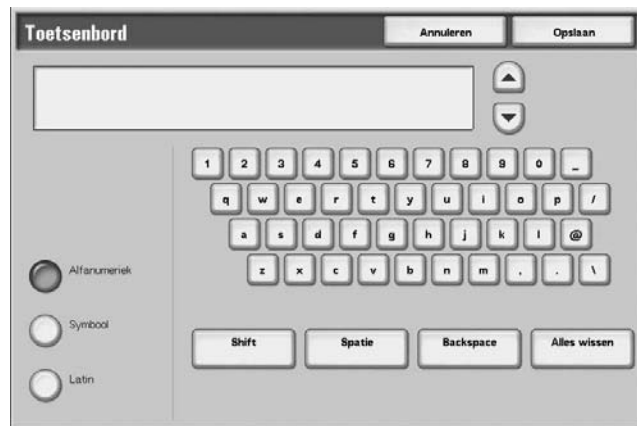 Toetsenbord Annuleren Opslaan
1 2 3 4 5 6 7 8 9 0 _
q w e r t y u i o p /
a s d f g h j k l @
z x c v b n m , . \
Alfanumeriek
Symbool
Latin
Shift Spatie Backspace Alles wissen